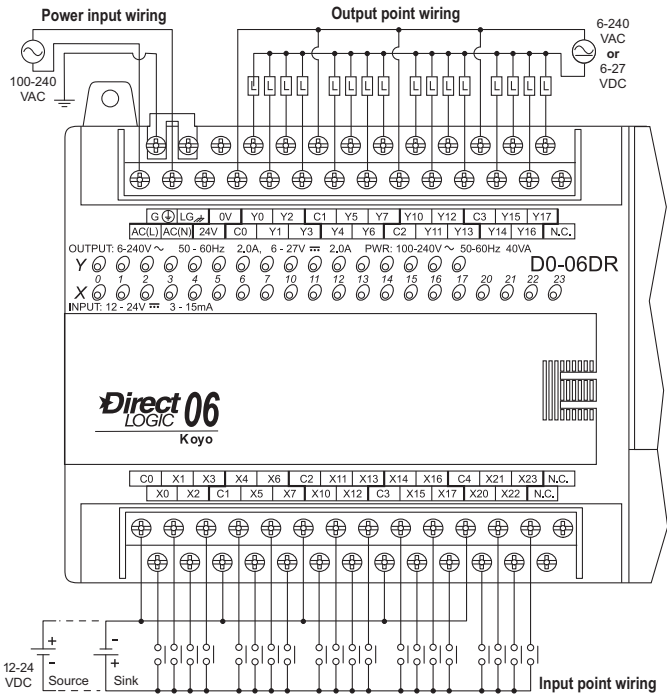 Power input wiring
Output point wiring
100-240
VAC
6-240
VAC
or
6-27
VDC
L L L L L L L L L L L L L L L L
G LG 0V Y0 Y2 C1 Y5 Y7 Y10 Y12 C3 Y15 Y17
AC(L) AC(N) 24V C0 Y1 Y3 Y4 Y6 C2 Y11 Y13 Y14 Y16 N.C.
OUTPUT: 6-240V ~ 50 - 60Hz 2.0A, 6 - 27V ⎓ 2.0A PWR: 100-240V ~ 50-60Hz 40VA
Y
D0-06DR
0 1 2 3 4 5 6 7 10 11 12 13 14 15 16 17 20 21 22 23
X
INPUT: 12 - 24V ⎓ 3 - 15mA
Direct
LOGIC 06
Koyo
C0 X1 X3 X4 X6 C2 X11 X13 X14 X16 C4 X21 X23 N.C.
X0 X2 C1 X5 X7 X10 X12 C3 X15 X17 X20 X22 N.C.
12-24
VDC
+
-
Source
-
+
Sink
Input point wiring